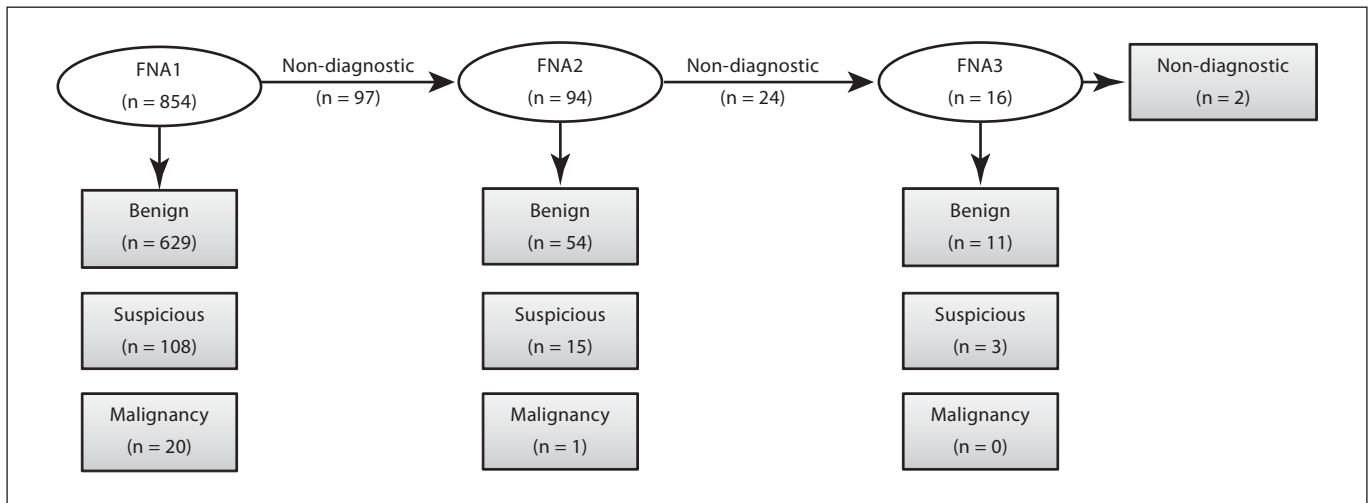 FNA1
(n = 854)
Non-diagnostic
(n = 97)
FNA2
(n = 94)
Non-diagnostic
(n = 24)
FNA3
(n = 16)
Non-diagnostic
(n = 2)
Benign
(n = 629)
Benign
(n = 54)
Benign
(n = 11)
Suspicious
(n = 108)
Suspicious
(n = 15)
Suspicious
(n = 3)
Malignancy
(n = 20)
Malignancy
(n = 1)
Malignancy
(n = 0)